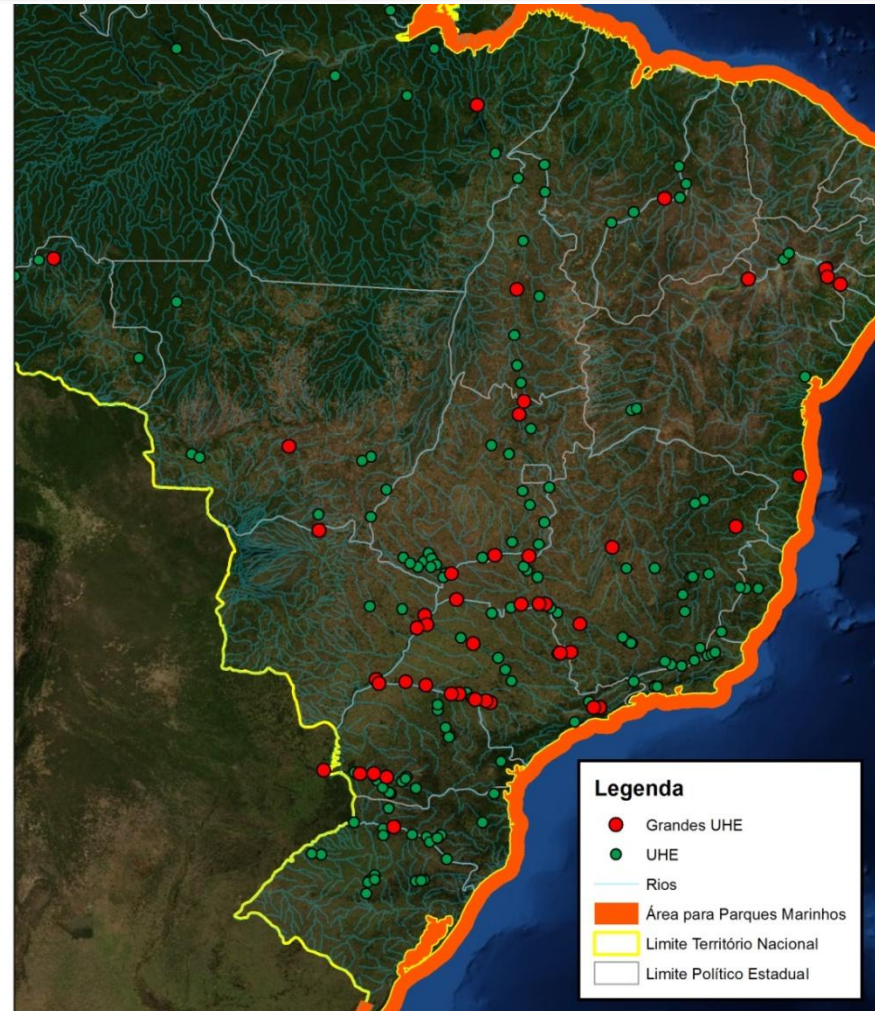 Legenda
Grandes UHE
UHE
Rios
Área para Parques Marinhos
Limite Território Nacional
Limite Político Estadual